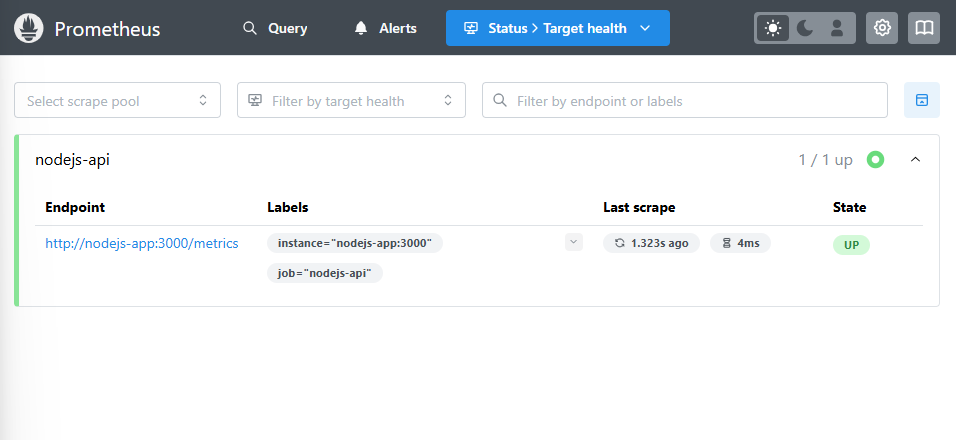 Prometheus Query Alerts Status > Target health
Select scrape pool Filter by target health Filter by endpoint or labels
nodejs-api 1 / 1 up
Endpoint Labels Last scrape State
http://nodejs-app:3000/metrics instance="nodejs-app:3000" 1.323s ago 4ms UP
job="nodejs-api"